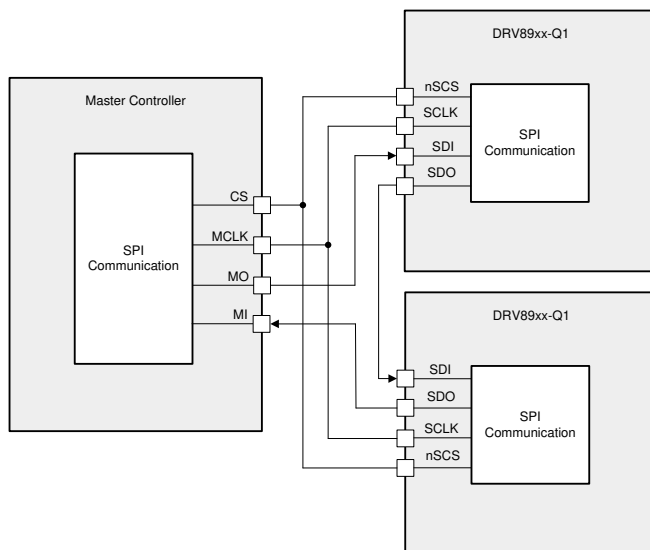 DRV89xx-Q1
Master Controller
nSCS
SCLK
SDI
SDO
SPI
Communication
CS
MCLK
MO
MI
SPI
Communication
DRV89xx-Q1
SDI
SDO
SCLK
nSCS
SPI
Communication